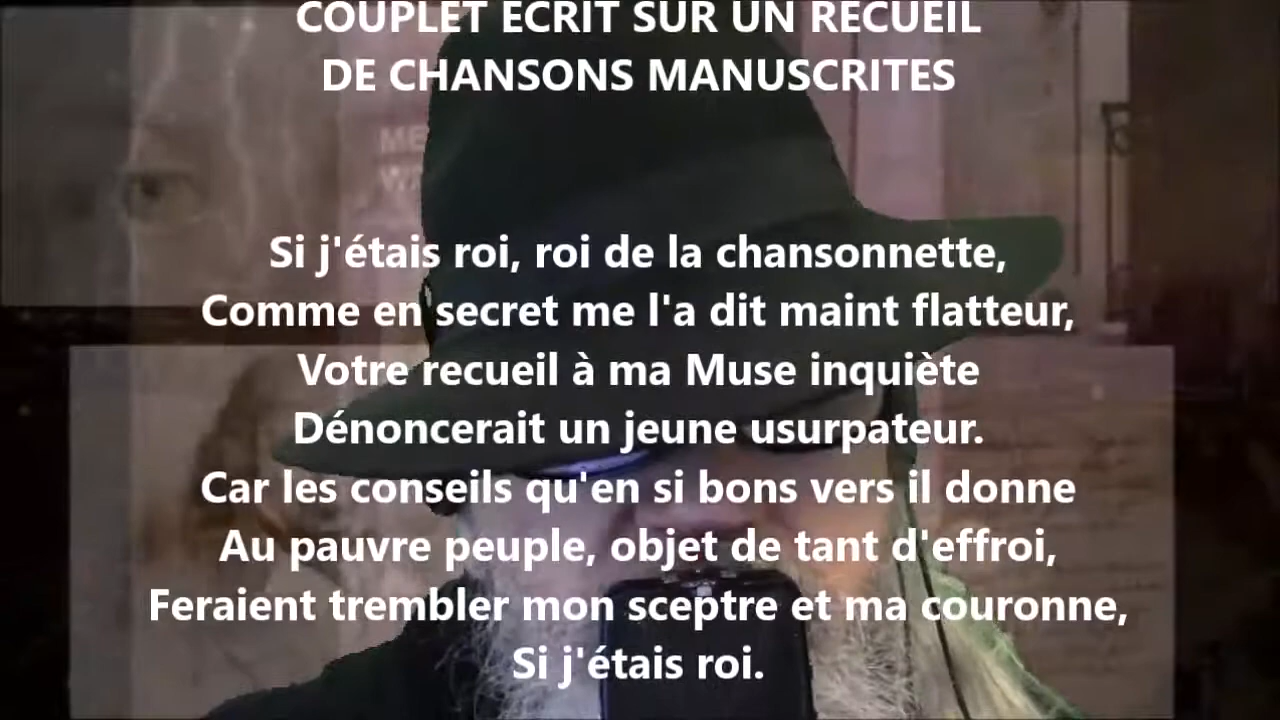 COUPLET ECRIT SUR UN RECUEIL
DE CHANSONS MANUSCRITES
Si j'étais roi, roi de la chansonnette,
Comme en secret me l'a dit maint flatteur,
Votre recueil à ma Muse inquiète
Dénoncerait un jeune usurpateur.
Car les conseils qu'en si bons vers il donne
Au pauvre peuple, objet de tant d'effroi,
Feraient trembler mon sceptre et ma couronne,
Si j'étais roi.